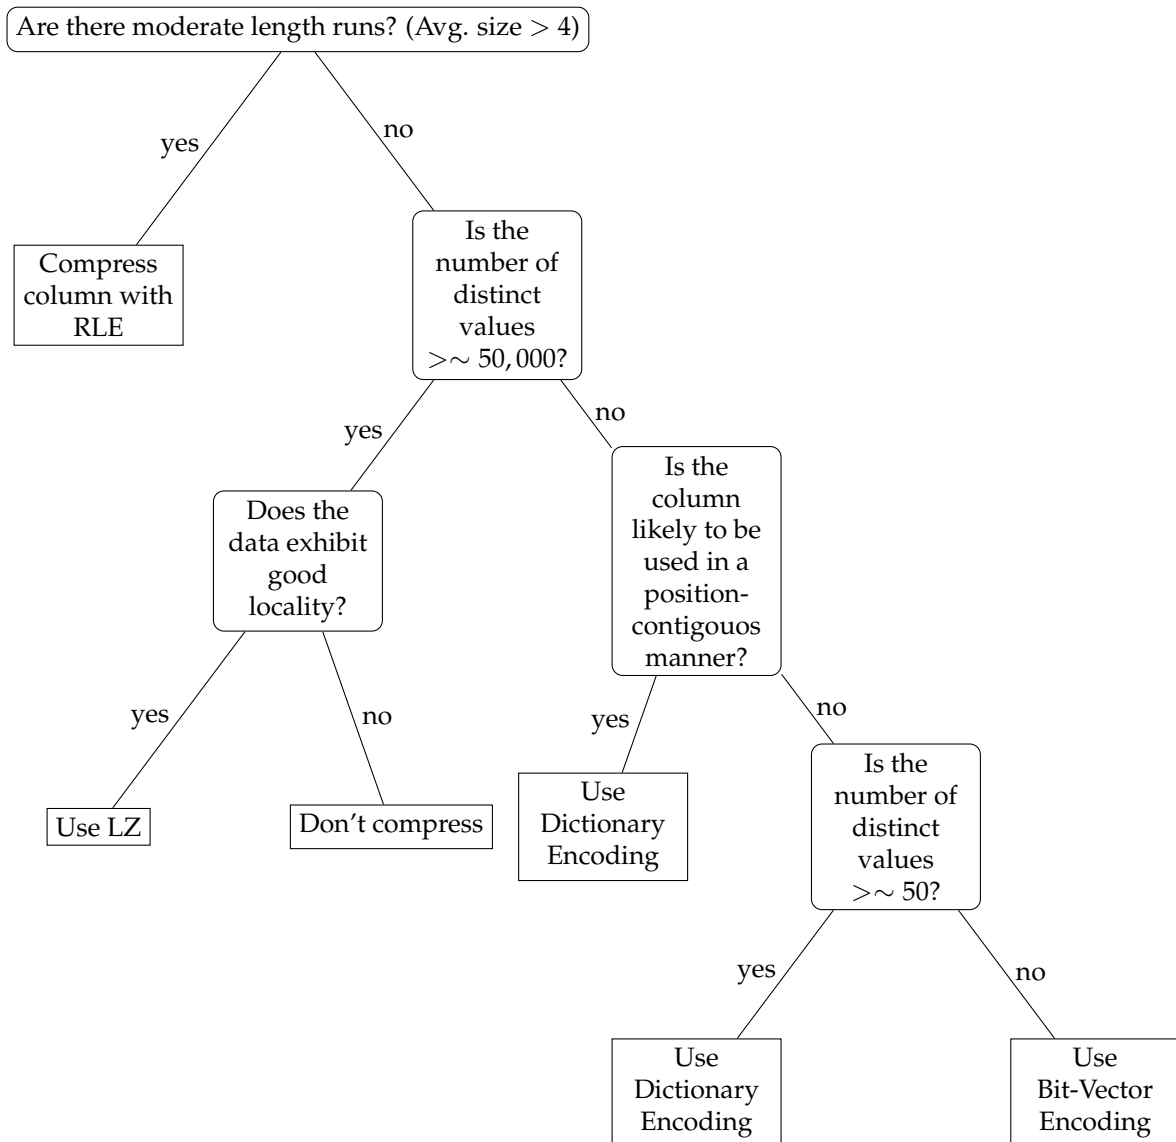 Are there moderate length runs? (Avg. size > 4)
yes
no
Compress
column with
RLE
Is the
number of
distinct
values
>∼ 50, 000?
yes
no
Does the
data exhibit
good
locality?
Is the
column
likely to be
used in a
position-
contigouos
manner?
yes
no
yes
no
Use LZ
Don't compress
Use
Dictionary
Encoding
Is the
number of
distinct
values
>∼ 50?
yes
no
Use
Dictionary
Encoding
Use
Bit-Vector
Encoding